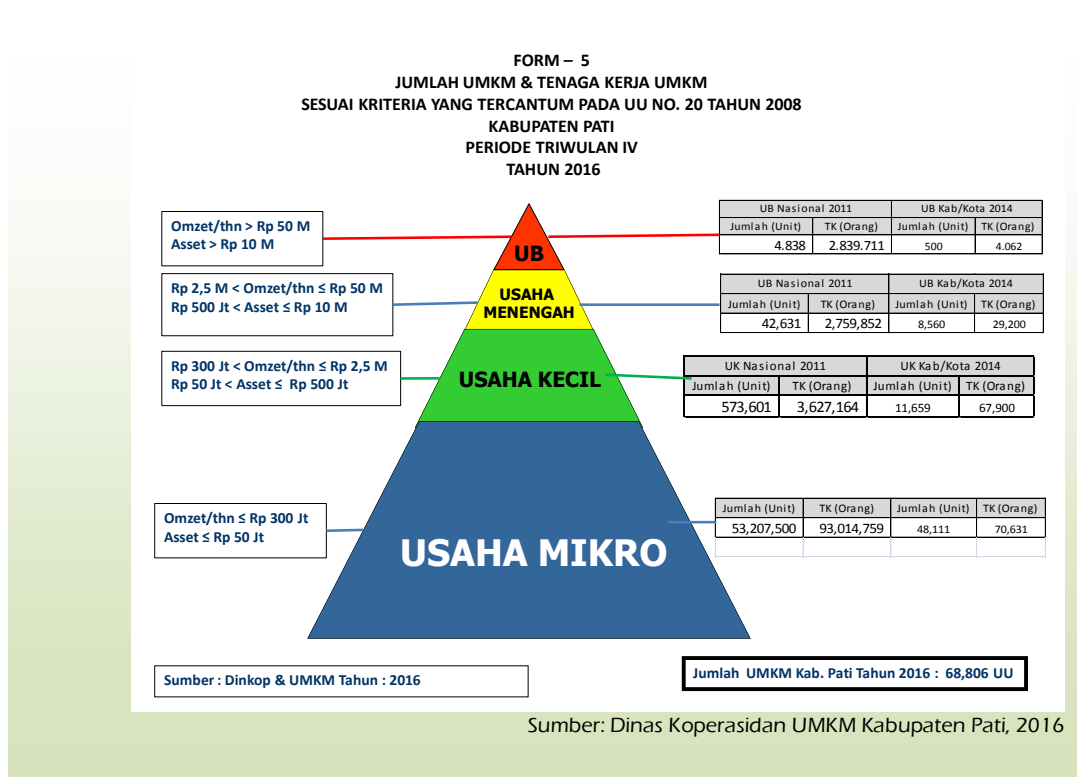 FORM – 5
JUMLAH UMKM & TENAGA KERJA UMKM
SESUAI KRITERIA YANG TERCANTUM PADA UU NO. 20 TAHUN 2008
KABUPATEN PATI
PERIODE TRIWULAN IV
TAHUN 2016
Omzet/thn > Rp 50 M
Asset > Rp 10 M
UB
UB Nasional 2011 UB Kab/Kota 2014
Jumlah (Unit) TK (Orang) Jumlah (Unit) TK (Orang)
4.838 2.839.711 500 4.062
Rp 2,5 M < Omzet/thn ≤ Rp 50 M
Rp 500 Jt < Asset ≤ Rp 10 M
USAHA
MENENGAH
UB Nasional 2011 UB Kab/Kota 2014
Jumlah (Unit) TK (Orang) Jumlah (Unit) TK (Orang)
42,631 2,759,852 8,560 29,200
Rp 300 Jt < Omzet/thn ≤ Rp 2,5 M
Rp 50 Jt < Asset ≤ Rp 500 Jt
USAHA KECIL
UK Nasional 2011 UK Kab/Kota 2014
Jumlah (Unit) TK (Orang) Jumlah (Unit) TK (Orang)
573,601 3,627,164 11,659 67,900
Omzet/thn ≤ Rp 300 Jt
Asset ≤ Rp 50 Jt
USAHA MIKRO
Jumlah (Unit) TK (Orang) Jumlah (Unit) TK (Orang)
53,207,500 93,014,759 48,111 70,631
Sumber : Dinkop & UMKM Tahun : 2016
Jumlah UMKM Kab. Pati Tahun 2016 : 68,806 UU
Sumber: Dinas Koperasidan UMKM Kabupaten Pati, 2016